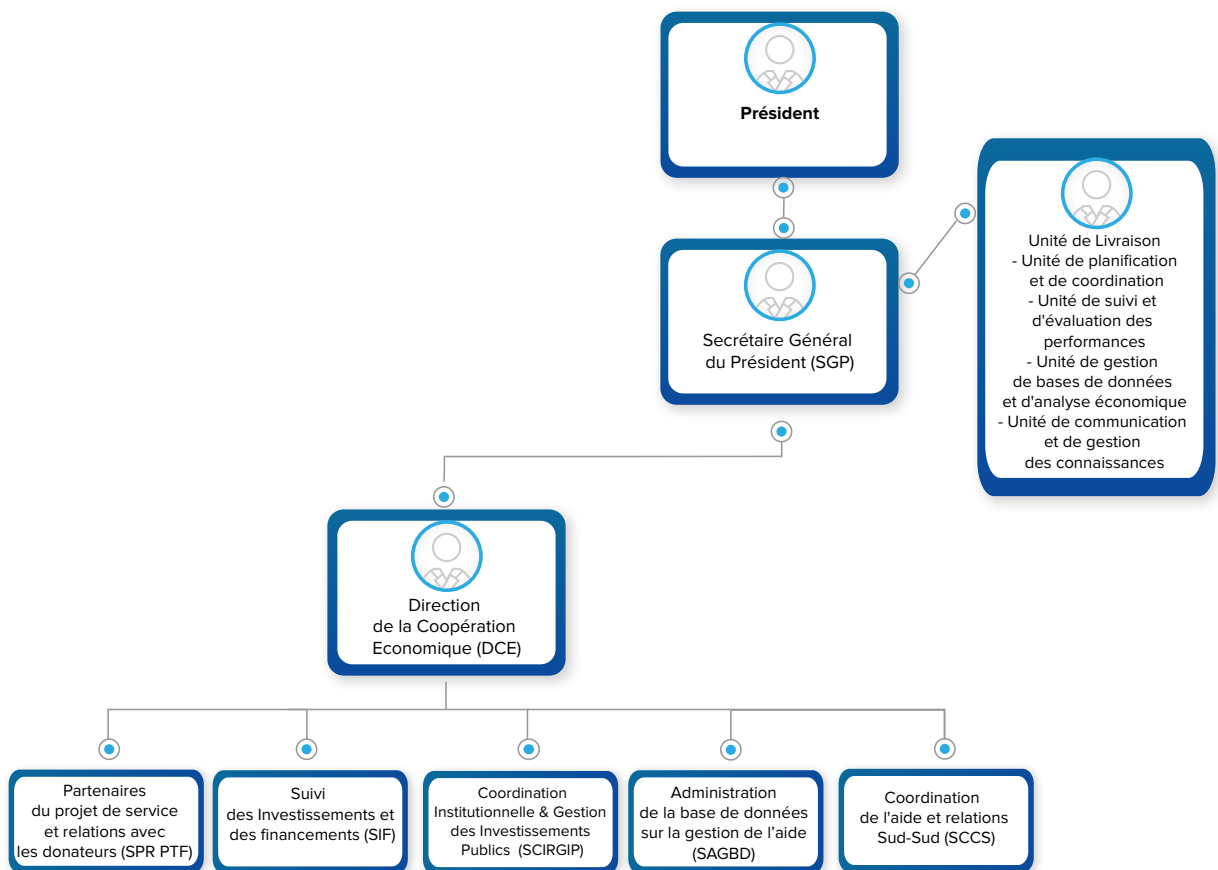 Président
Secrétaire Général
du Président (SGP)
Unité de Livraison
- Unité de planification
et de coordination
- Unité de suivi et
d'évaluation des
performances
- Unité de gestion
de bases de données
et d'analyse économique
- Unité de communication
et de gestion
des connaissances
Direction
de la Coopération
Economique (DCE)
Partenaires
du projet de service
et relations avec
les donateurs (SPR PTF)
Suivi
des Investissements et
des financements (SIF)
Coordination
Institutionnelle & Gestion
des Investissements
Publics (SCIRGIP)
Administration
de la base de données
sur la gestion de l’aide
(SAGBD)
Coordination
de l'aide et relations
Sud-Sud (SCCS)